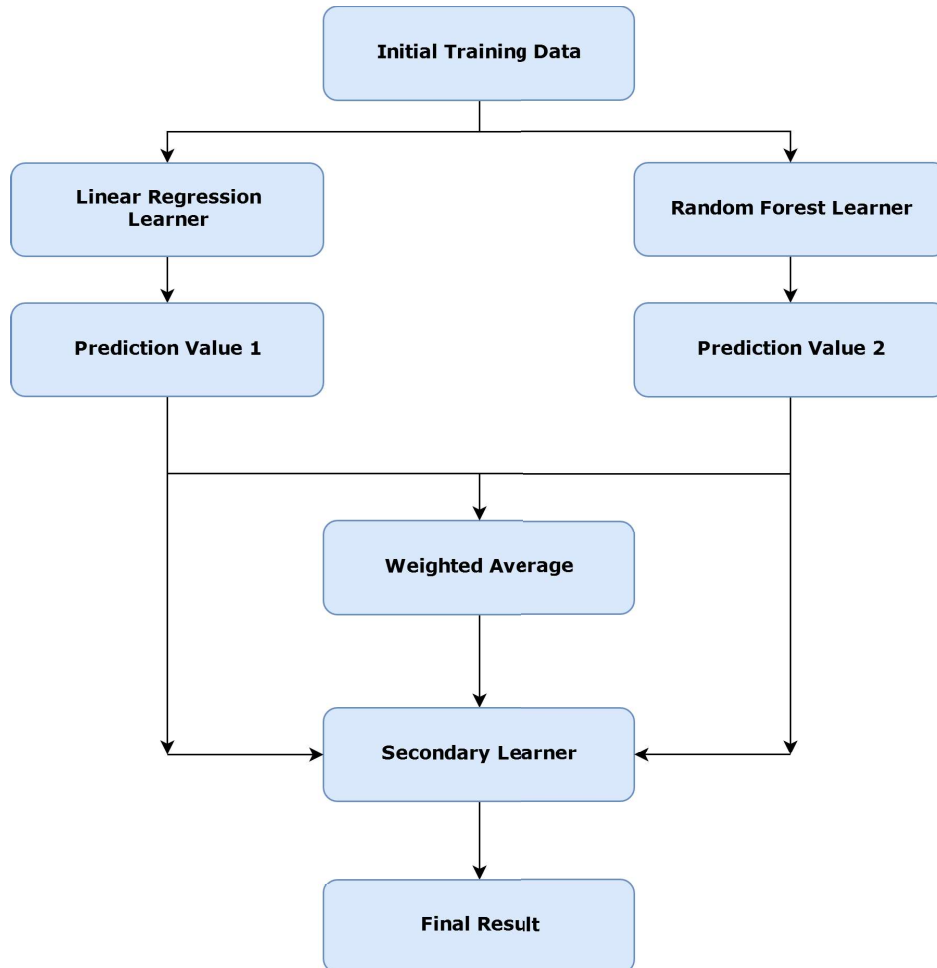 Initial Training Data
Linear Regression
Learner
Random Forest Learner
Prediction Value 1
Prediction Value 2
Weighted Average
Secondary Learner
Final Result